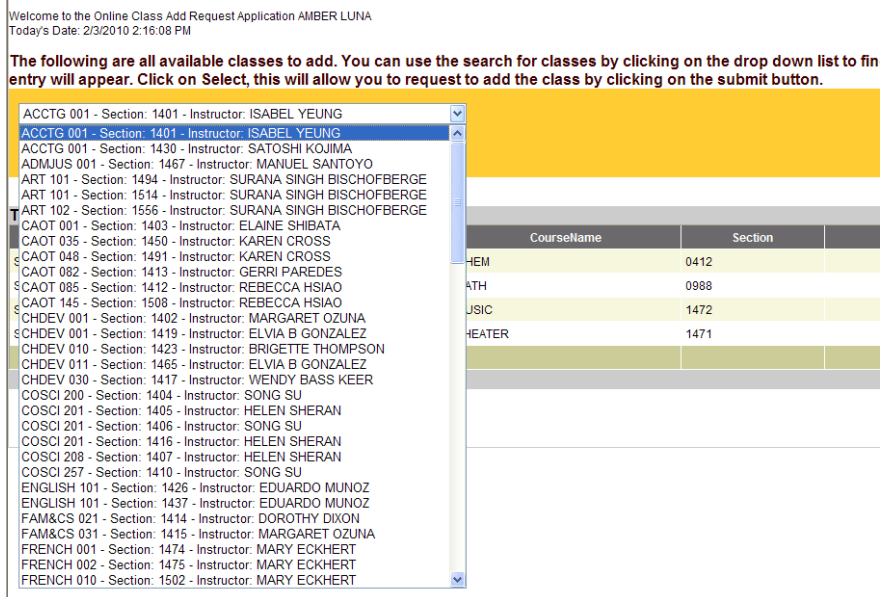 Welcome to the Online Class Add Request Application AMBER LUNA
Today's Date: 2/3/2010 2:16:08 PM
The following are all available classes to add. You can use the search for classes by clicking on the drop down list to fin
entry will appear. Click on Select, this will allow you to request to add the class by clicking on the submit button.
ACCTG 001 - Section: 1401 - Instructor: ISABEL YEUNG
ACCTG 001 - Section: 1401 - Instructor: ISABEL YEUNG
ACCTG 001 - Section: 1430 - Instructor: SATOSHI KOJIMA
ADMJUS 001 - Section: 1467 - Instructor: MANUEL SANTOYO
ART 101 - Section: 1494 - Instructor: SURANA SINGH BISCHOFBERGE
ART 101 - Section: 1514 - Instructor: SURANA SINGH BISCHOFBERGE
ART 102 - Section: 1556 - Instructor: SURANA SINGH BISCHOFBERGE
CAOT 001 - Section: 1403 - Instructor: ELAINE SHIBATA
CAOT 035 - Section: 1450 - Instructor: KAREN CROSS
CAOT 048 - Section: 1491 - Instructor: KAREN CROSS
CAOT 082 - Section: 1413 - Instructor: GERRI PAREDES
CAOT 085 - Section: 1412 - Instructor: REBECCA HSIAO
CAOT 145 - Section: 1508 - Instructor: REBECCA HSIAO
CHDEV 001 - Section: 1402 - Instructor: MARGARET OZUNA
CHDEV 001 - Section: 1419 - Instructor: ELVIA B GONZALEZ
CHDEV 010 - Section: 1423 - Instructor: BRIGETTE THOMPSON
CHDEV 011 - Section: 1465 - Instructor: ELVIA B GONZALEZ
CHDEV 030 - Section: 1417 - Instructor: WENDY BASS KEER
COSCI 200 - Section: 1404 - Instructor: SONG SU
COSCI 201 - Section: 1405 - Instructor: HELEN SHERAN
COSCI 201 - Section: 1406 - Instructor: SONG SU
COSCI 201 - Section: 1416 - Instructor: HELEN SHERAN
COSCI 208 - Section: 1407 - Instructor: HELEN SHERAN
COSCI 257 - Section: 1410 - Instructor: SONG SU
ENGLISH 101 - Section: 1426 - Instructor: EDUARDO MUNOZ
ENGLISH 101 - Section: 1437 - Instructor: EDUARDO MUNOZ
FAM&CS 021 - Section: 1414 - Instructor: DOROTHY DIXON
FAM&CS 031 - Section: 1415 - Instructor: MARGARET OZUNA
FRENCH 001 - Section: 1474 - Instructor: MARY ECKHERT
FRENCH 002 - Section: 1475 - Instructor: MARY ECKHERT
FRENCH 010 - Section: 1502 - Instructor: MARY ECKHERT
T
CourseName Section
HEM 0412
ATH 0988
USIC 1472
HEATER 1471